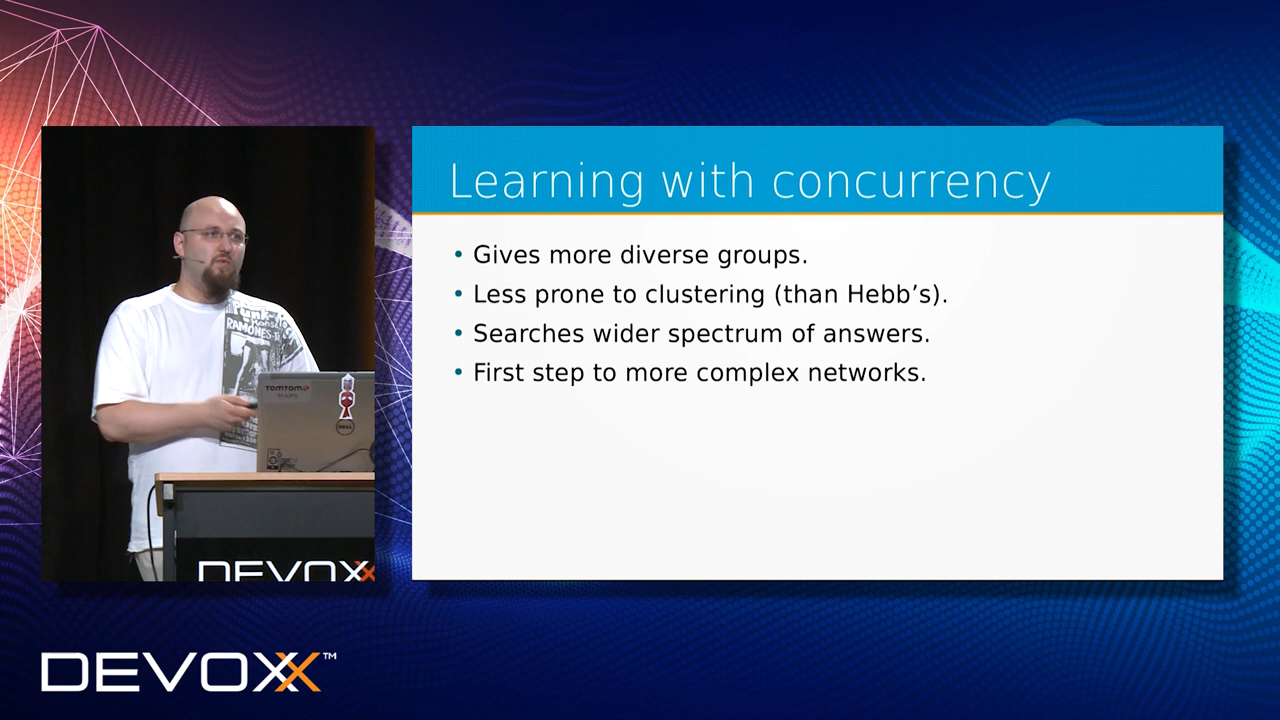 Learning with concurrency
• Gives more diverse groups.
• Less prone to clustering (than Hebb’s).
• Searches wider spectrum of answers.
• First step to more complex networks.
Punk-
RAMONES
TOMTOM
MAPS
DELL
DEVOXX
DEVOXX™